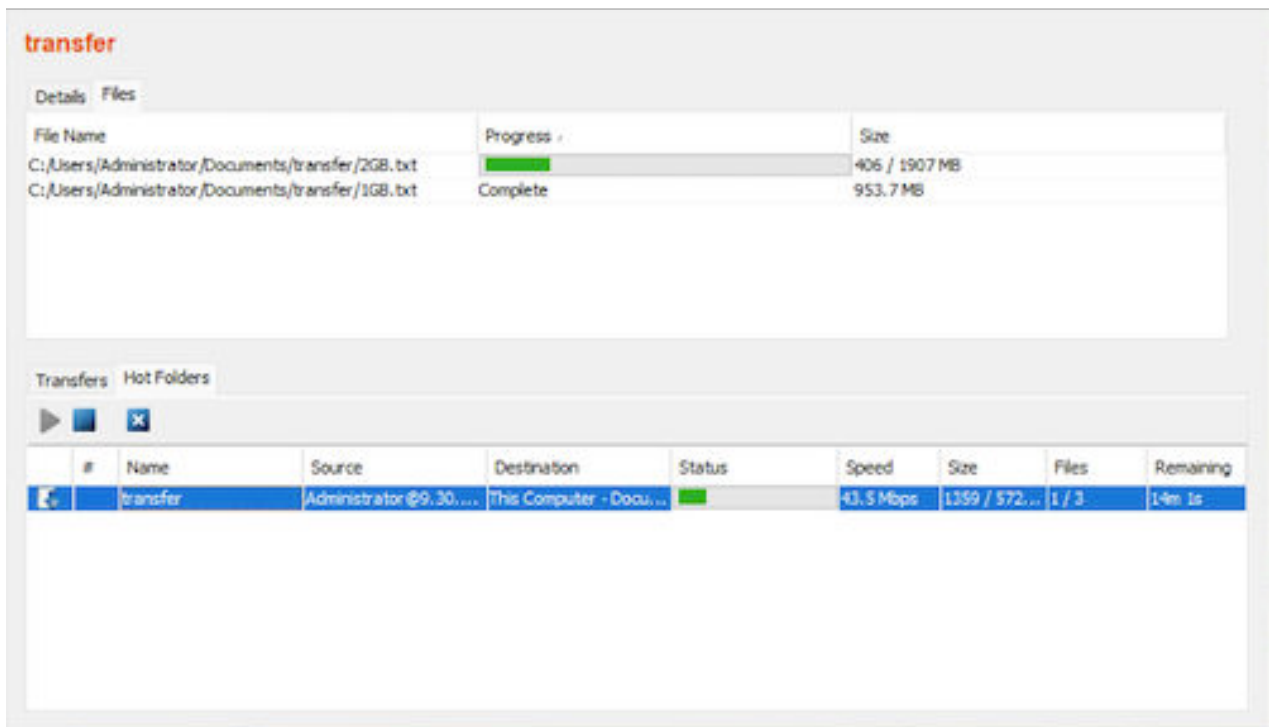 transfer
Details Files
File Name Progress Size
C:/Users/Administrator/Documents/transfer/2GB.txt 406 / 1907 MB
C:/Users/Administrator/Documents/transfer/1GB.txt Complete 953.7 MB
Transfers Hot Folders
# Name Source Destination Status Speed Size Files Remaining
transfer Administrator@9.30.... This Computer - Docu... 43.5 Mbps 1359 / 572... 1 / 3 14m 1s